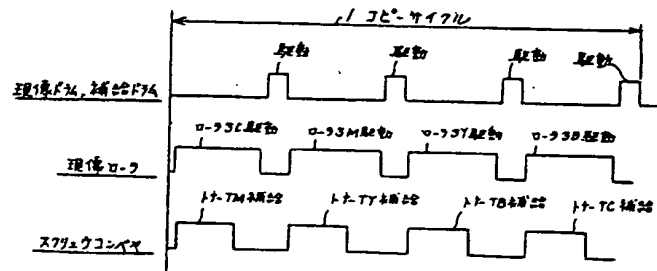 1 コピーサイクル
駆動 駆動 駆動 駆動
現像ドラム,補給ドラム
ローラ3C駆動 ローラ3M駆動 ローラ3Y駆動 ローラ3B駆動
現像ローラ
トナーTM補給 トナーTY補給 トナーTB補給 トナーTC補給
スクリュウコンベヤ